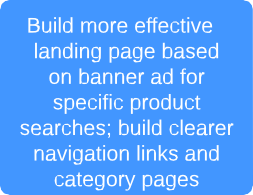 Build more effective
landing page based
on banner ad for
specific product
searches; build clearer
navigation links and
category pages